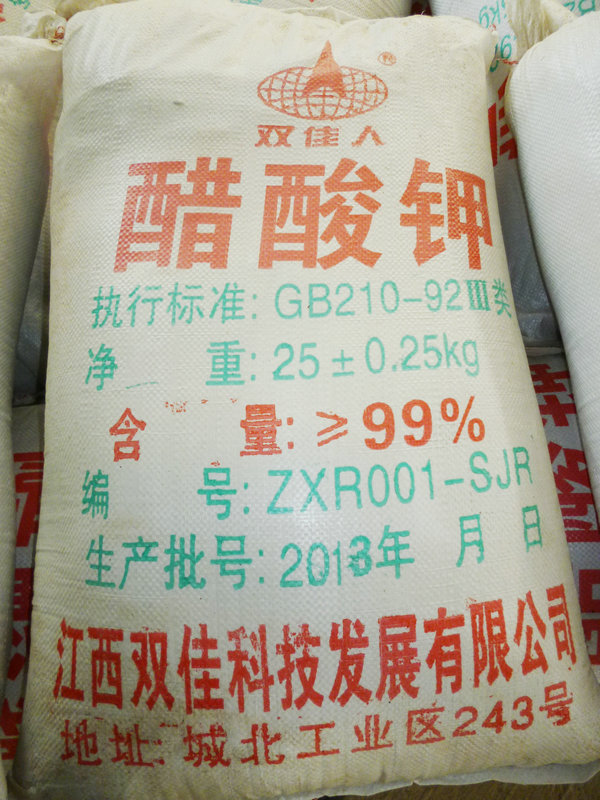 双佳人 ®
醋酸钾
执行标准: GB210-92Ⅲ类
净 重: 25±0.25kg
含 量: ≥99%
编 号: ZXR001-SJR
生产批号: 2013年 月 日
江西双佳科技发展有限公司
地址: 城北工业区243号